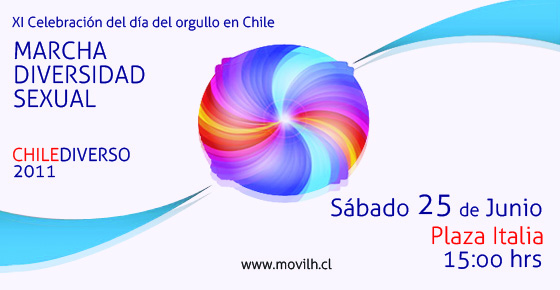 XI Celebración del día del orgullo en Chile
MARCHA
DIVERSIDAD
SEXUAL
CHILEDIVERSO
2011
Sábado 25 de Junio
Plaza Italia
15:00 hrs
www.movilh.cl